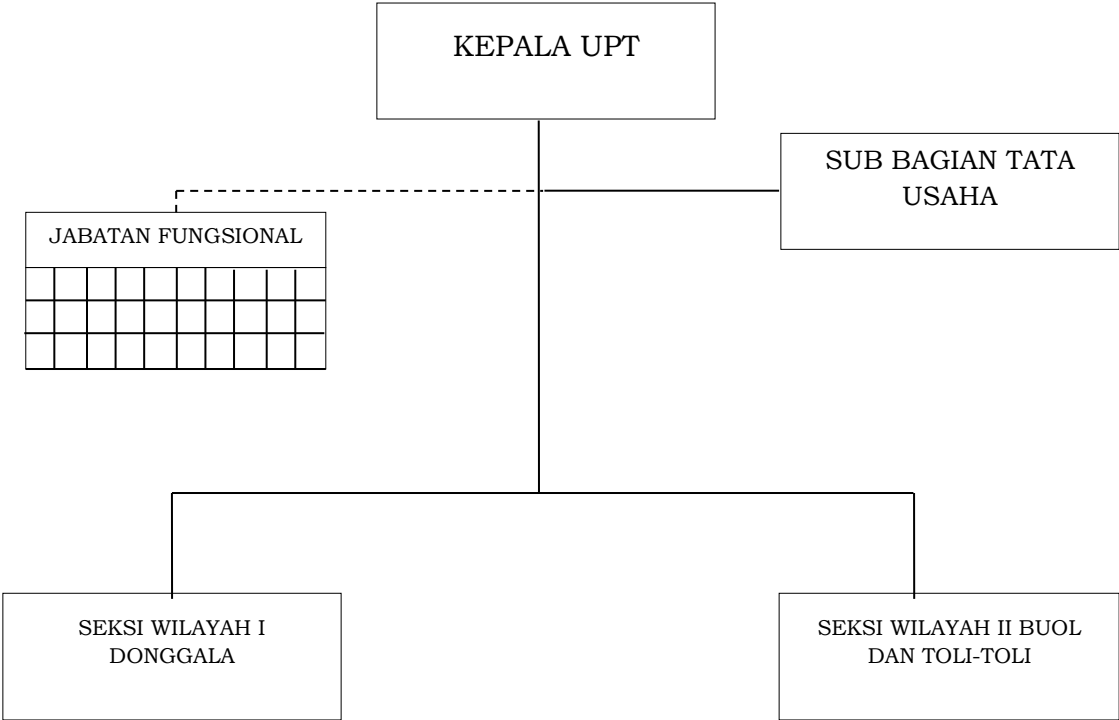 KEPALA UPT
SUB BAGIAN TATA
USAHA
JABATAN FUNGSIONAL
SEKSI WILAYAH I
DONGGALA
SEKSI WILAYAH II BUOL
DAN TOLI-TOLI